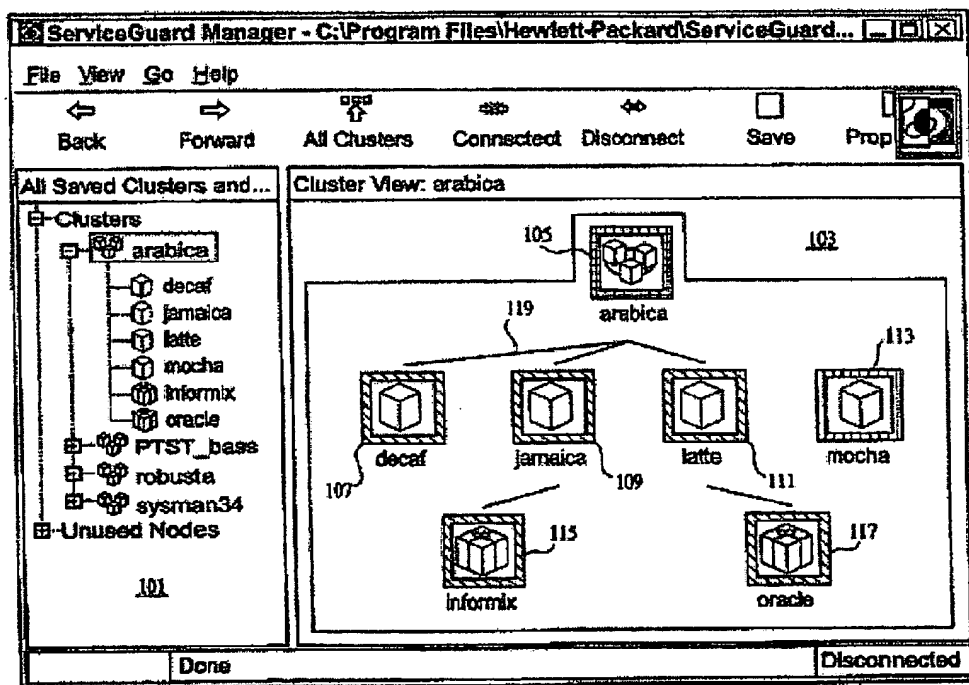 ServiceGuard Manager - C:\Program Files\Hewlett-Packard\ServiceGuard...
File View Go Help
Back Forward All Clusters Connectect Disconnect Save Prop
All Saved Clusters and...
Clusters
arabica
decaf
jamaica
latte
mocha
informix
oracle
PTST_base
robusta
sysman34
Unused Nodes
101
Cluster View: arabica
105
103
arabica
119
113
decaf
jamaica
latte
mocha
107
109
111
115
117
informix
oracle
Done
Disconnected